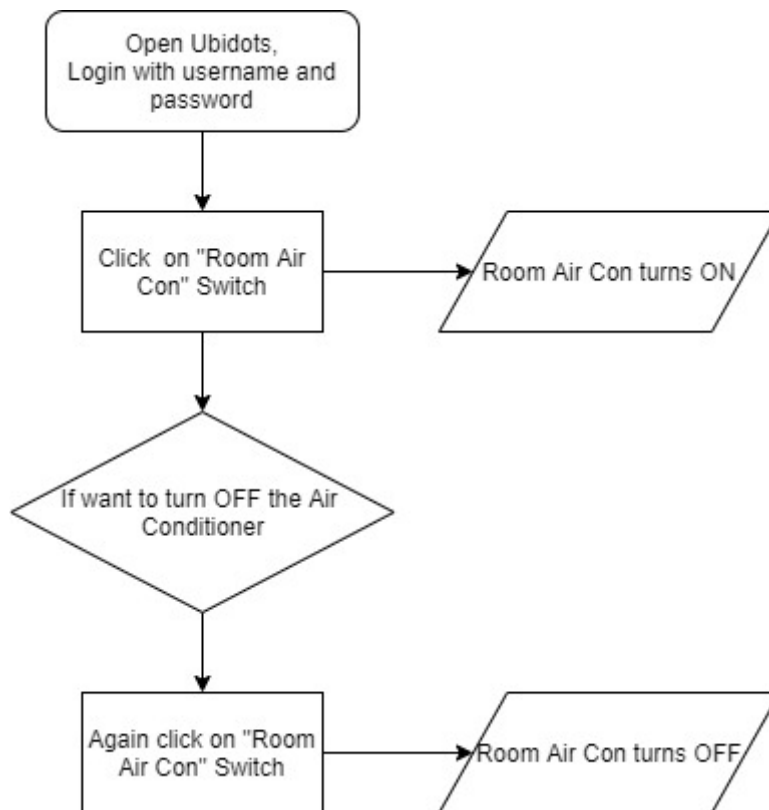 Open Ubidots,
Login with username and
password
Click on "Room Air
Con" Switch
Room Air Con turns ON
If want to turn OFF the Air
Conditioner
Again click on "Room
Air Con" Switch
Room Air Con turns OFF